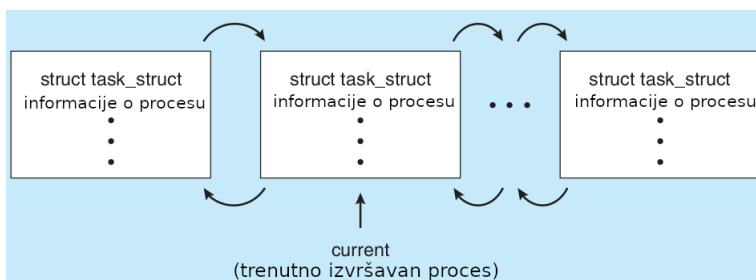 struct task_struct
informacije o procesu
struct task_struct
informacije o procesu
struct task_struct
informacije o procesu
current
(trenutno izvršavan proces)